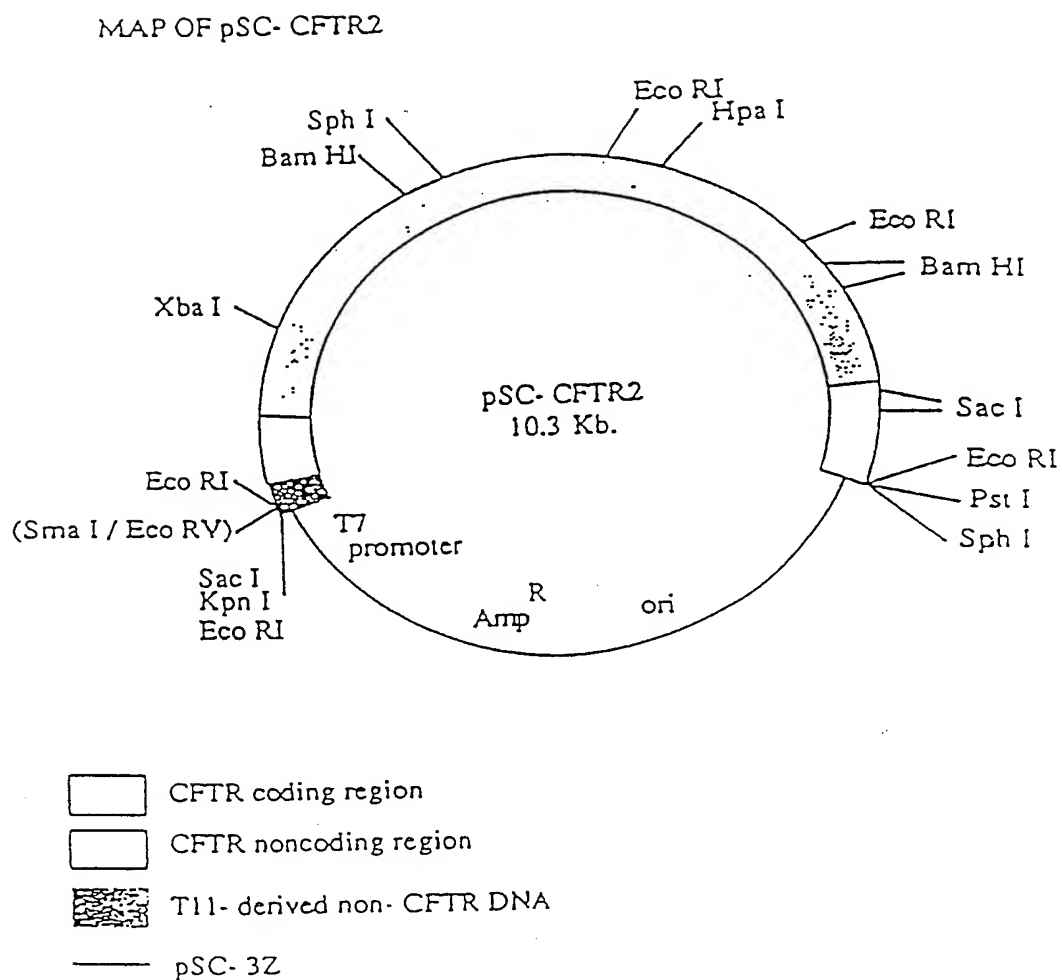 MAP OF pSC- CFTR2
Eco RI
Hpa I
Sph I
Bam HI
Eco RI
Bam HI
Xba I
pSC- CFTR2
10.3 Kb.
Sac I
Eco RI
Pst I
Sph I
Eco RI
(Sma I / Eco RV)
T7
promoter
Sac I
Kpn I
Eco RI
Amp R
ori
CFTR coding region
CFTR noncoding region
T11- derived non- CFTR DNA
pSC- 3Z